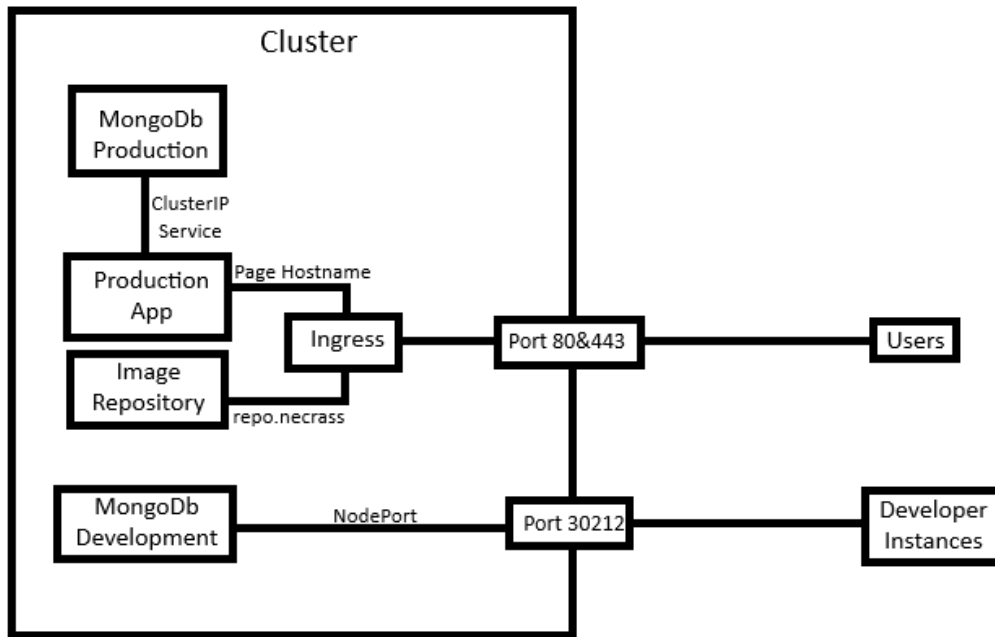 Cluster
MongoDb
Production
ClusterIP
Service
Production
App
Page Hostname
Ingress
Port 80&443
Users
Image
Repository
repo.necrass
MongoDb
Development
NodePort
Port 30212
Developer
Instances